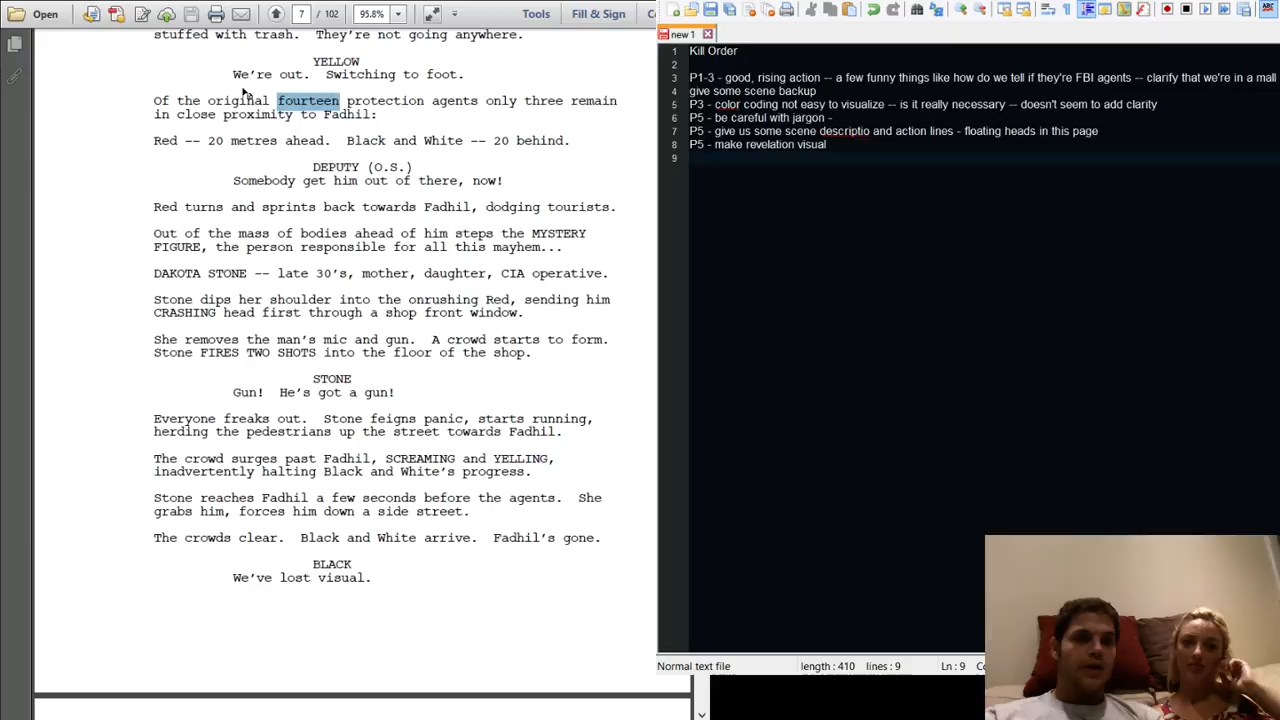 Open
7
/ 102
95.8%
Tools
Fill & Sign
stuffed with trash.  They're not going anywhere.
YELLOW
We're out.  Switching to foot.
Of the original fourteen protection agents only three remain
in close proximity to Fadhil:
Red -- 20 metres ahead.  Black and White -- 20 behind.
DEPUTY (O.S.)
Somebody get him out of there, now!
Red turns and sprints back towards Fadhil, dodging tourists.
Out of the mass of bodies ahead of him steps the MYSTERY
FIGURE, the person responsible for all this mayhem...
DAKOTA STONE -- late 30's, mother, daughter, CIA operative.
Stone dips her shoulder into the onrushing Red, sending him
CRASHING head first through a shop front window.
She removes the man's mic and gun.  A crowd starts to form.
Stone FIRES TWO SHOTS into the floor of the shop.
STONE
Gun!  He's got a gun!
Everyone freaks out.  Stone feigns panic, starts running,
herding the pedestrians up the street towards Fadhil.
The crowd surges past Fadhil, SCREAMING and YELLING,
inadvertently halting Black and White's progress.
Stone reaches Fadhil a few seconds before the agents.  She
grabs him, forces him down a side street.
The crowds clear.  Black and White arrive.  Fadhil's gone.
BLACK
We've lost visual.
new 1
1 Kill Order
2
3 P1-3 - good, rising action -- a few funny things like how do we tell if they're FBI agents -- clarify that we're in a mall
4 give some scene backup
5 P3 - color coding not easy to visualize -- is it really necessary -- doesn't seem to add clarity
6 P5 - be careful with jargon -
7 P5 - give us some scene descriptio and action lines - floating heads in this page
8 P5 - make revelation visual
9
Normal text file
length : 410
lines : 9
Ln : 9